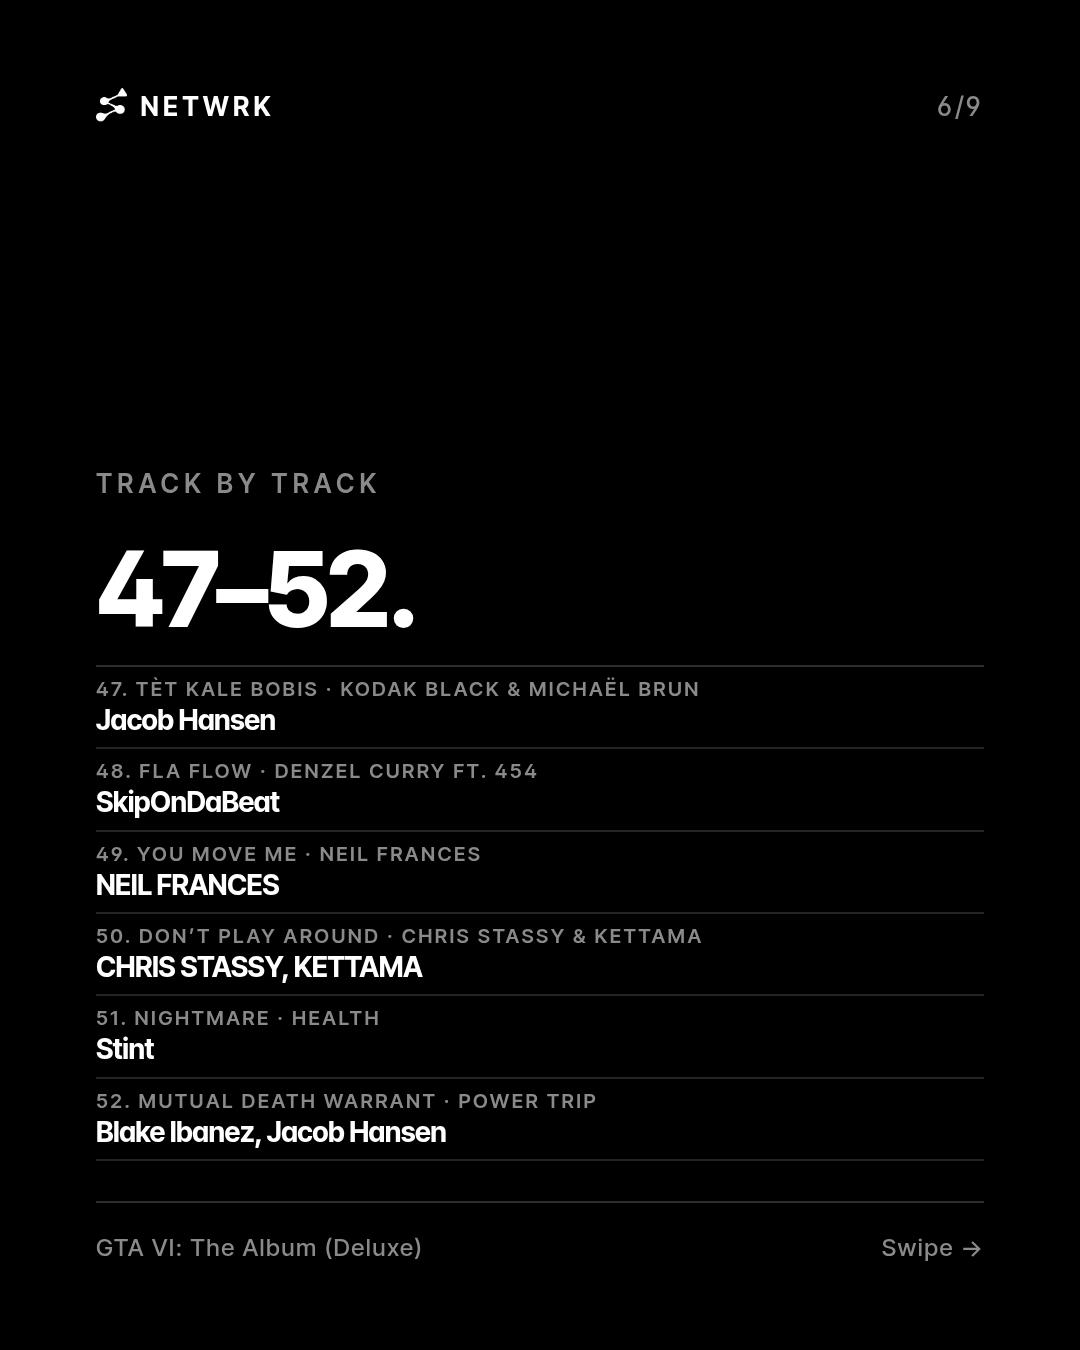 NETWRK
6/9
TRACK BY TRACK
47–52.
47. TÈT KALE BOBIS · KODAK BLACK & MICHAËL BRUN
Jacob Hansen
48. FLA FLOW · DENZEL CURRY FT. 454
SkipOnDaBeat
49. YOU MOVE ME · NEIL FRANCES
NEIL FRANCES
50. DON’T PLAY AROUND · CHRIS STASSY & KETTAMA
CHRIS STASSY, KETTAMA
51. NIGHTMARE · HEALTH
Stint
52. MUTUAL DEATH WARRANT · POWER TRIP
Blake Ibanez, Jacob Hansen
GTA VI: The Album (Deluxe)
Swipe →